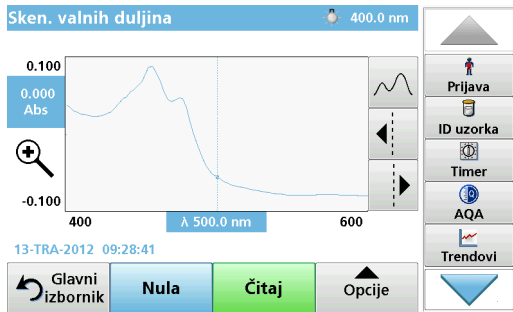 Sken. valnih duljina 400.0 nm
0.100
0.000
Abs
-0.100
400 λ 500.0 nm 600
13-TRA-2012 09:28:41
Glavni
izbornik
Nula
Čitaj
Opcije
Prijava
ID uzorka
Timer
AQA
Trendovi